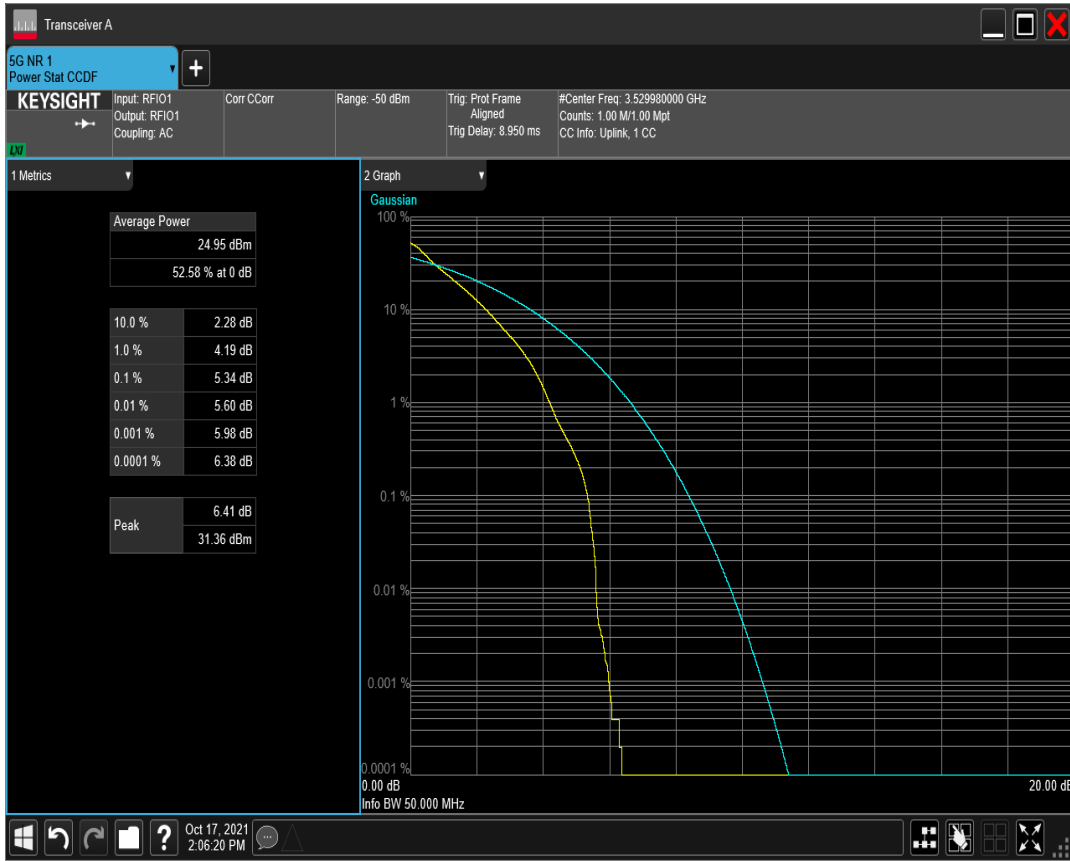 Transceiver A
5G NR 1
Power Stat CCDF
KEYSIGHT
LXI
Input: RFIO1
Output: RFIO1
Coupling: AC
Corr CCorr
Range: -50 dBm
Trig: Prot Frame
Aligned
Trig Delay: 8.950 ms
#Center Freq: 3.529980000 GHz
Counts: 1.00 M/1.00 Mpt
CC Info: Uplink, 1 CC
1 Metrics
Average Power
24.95 dBm
52.58 % at 0 dB
10.0 % 2.28 dB
1.0 % 4.19 dB
0.1 % 5.34 dB
0.01 % 5.60 dB
0.001 % 5.98 dB
0.0001 % 6.38 dB
Peak
6.41 dB
31.36 dBm
2 Graph
Gaussian
100 %
10 %
1 %
0.1 %
0.01 %
0.001 %
0.0001 %
0.00 dB 20.00 dB
Info BW 50.000 MHz
?
Oct 17, 2021
2:06:20 PM